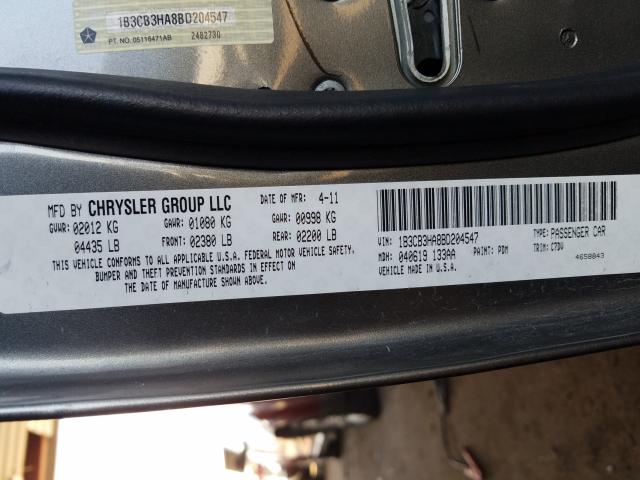 1B3CB3HA8BD204547
PT. NO. 05116471AB 2482730
MFD BY CHRYSLER GROUP LLC DATE OF MFR: 4-11
GVWR: 02012 KG GAWR: 01080 KG GAWR: 00998 KG
04435 LB FRONT: 02380 LB REAR: 02200 LB
THIS VEHICLE CONFORMS TO ALL APPLICABLE U.S.A. FEDERAL MOTOR VEHICLE SAFETY,
BUMPER AND THEFT PREVENTION STANDARDS IN EFFECT ON
THE DATE OF MANUFACTURE SHOWN ABOVE.
VIN: 1B3CB3HA8BD204547 TYPE: PASSENGER CAR
MDH: 040619 133AA PAINT: PDM TRIM: C7DV
VEHICLE MADE IN U.S.A. 4658843